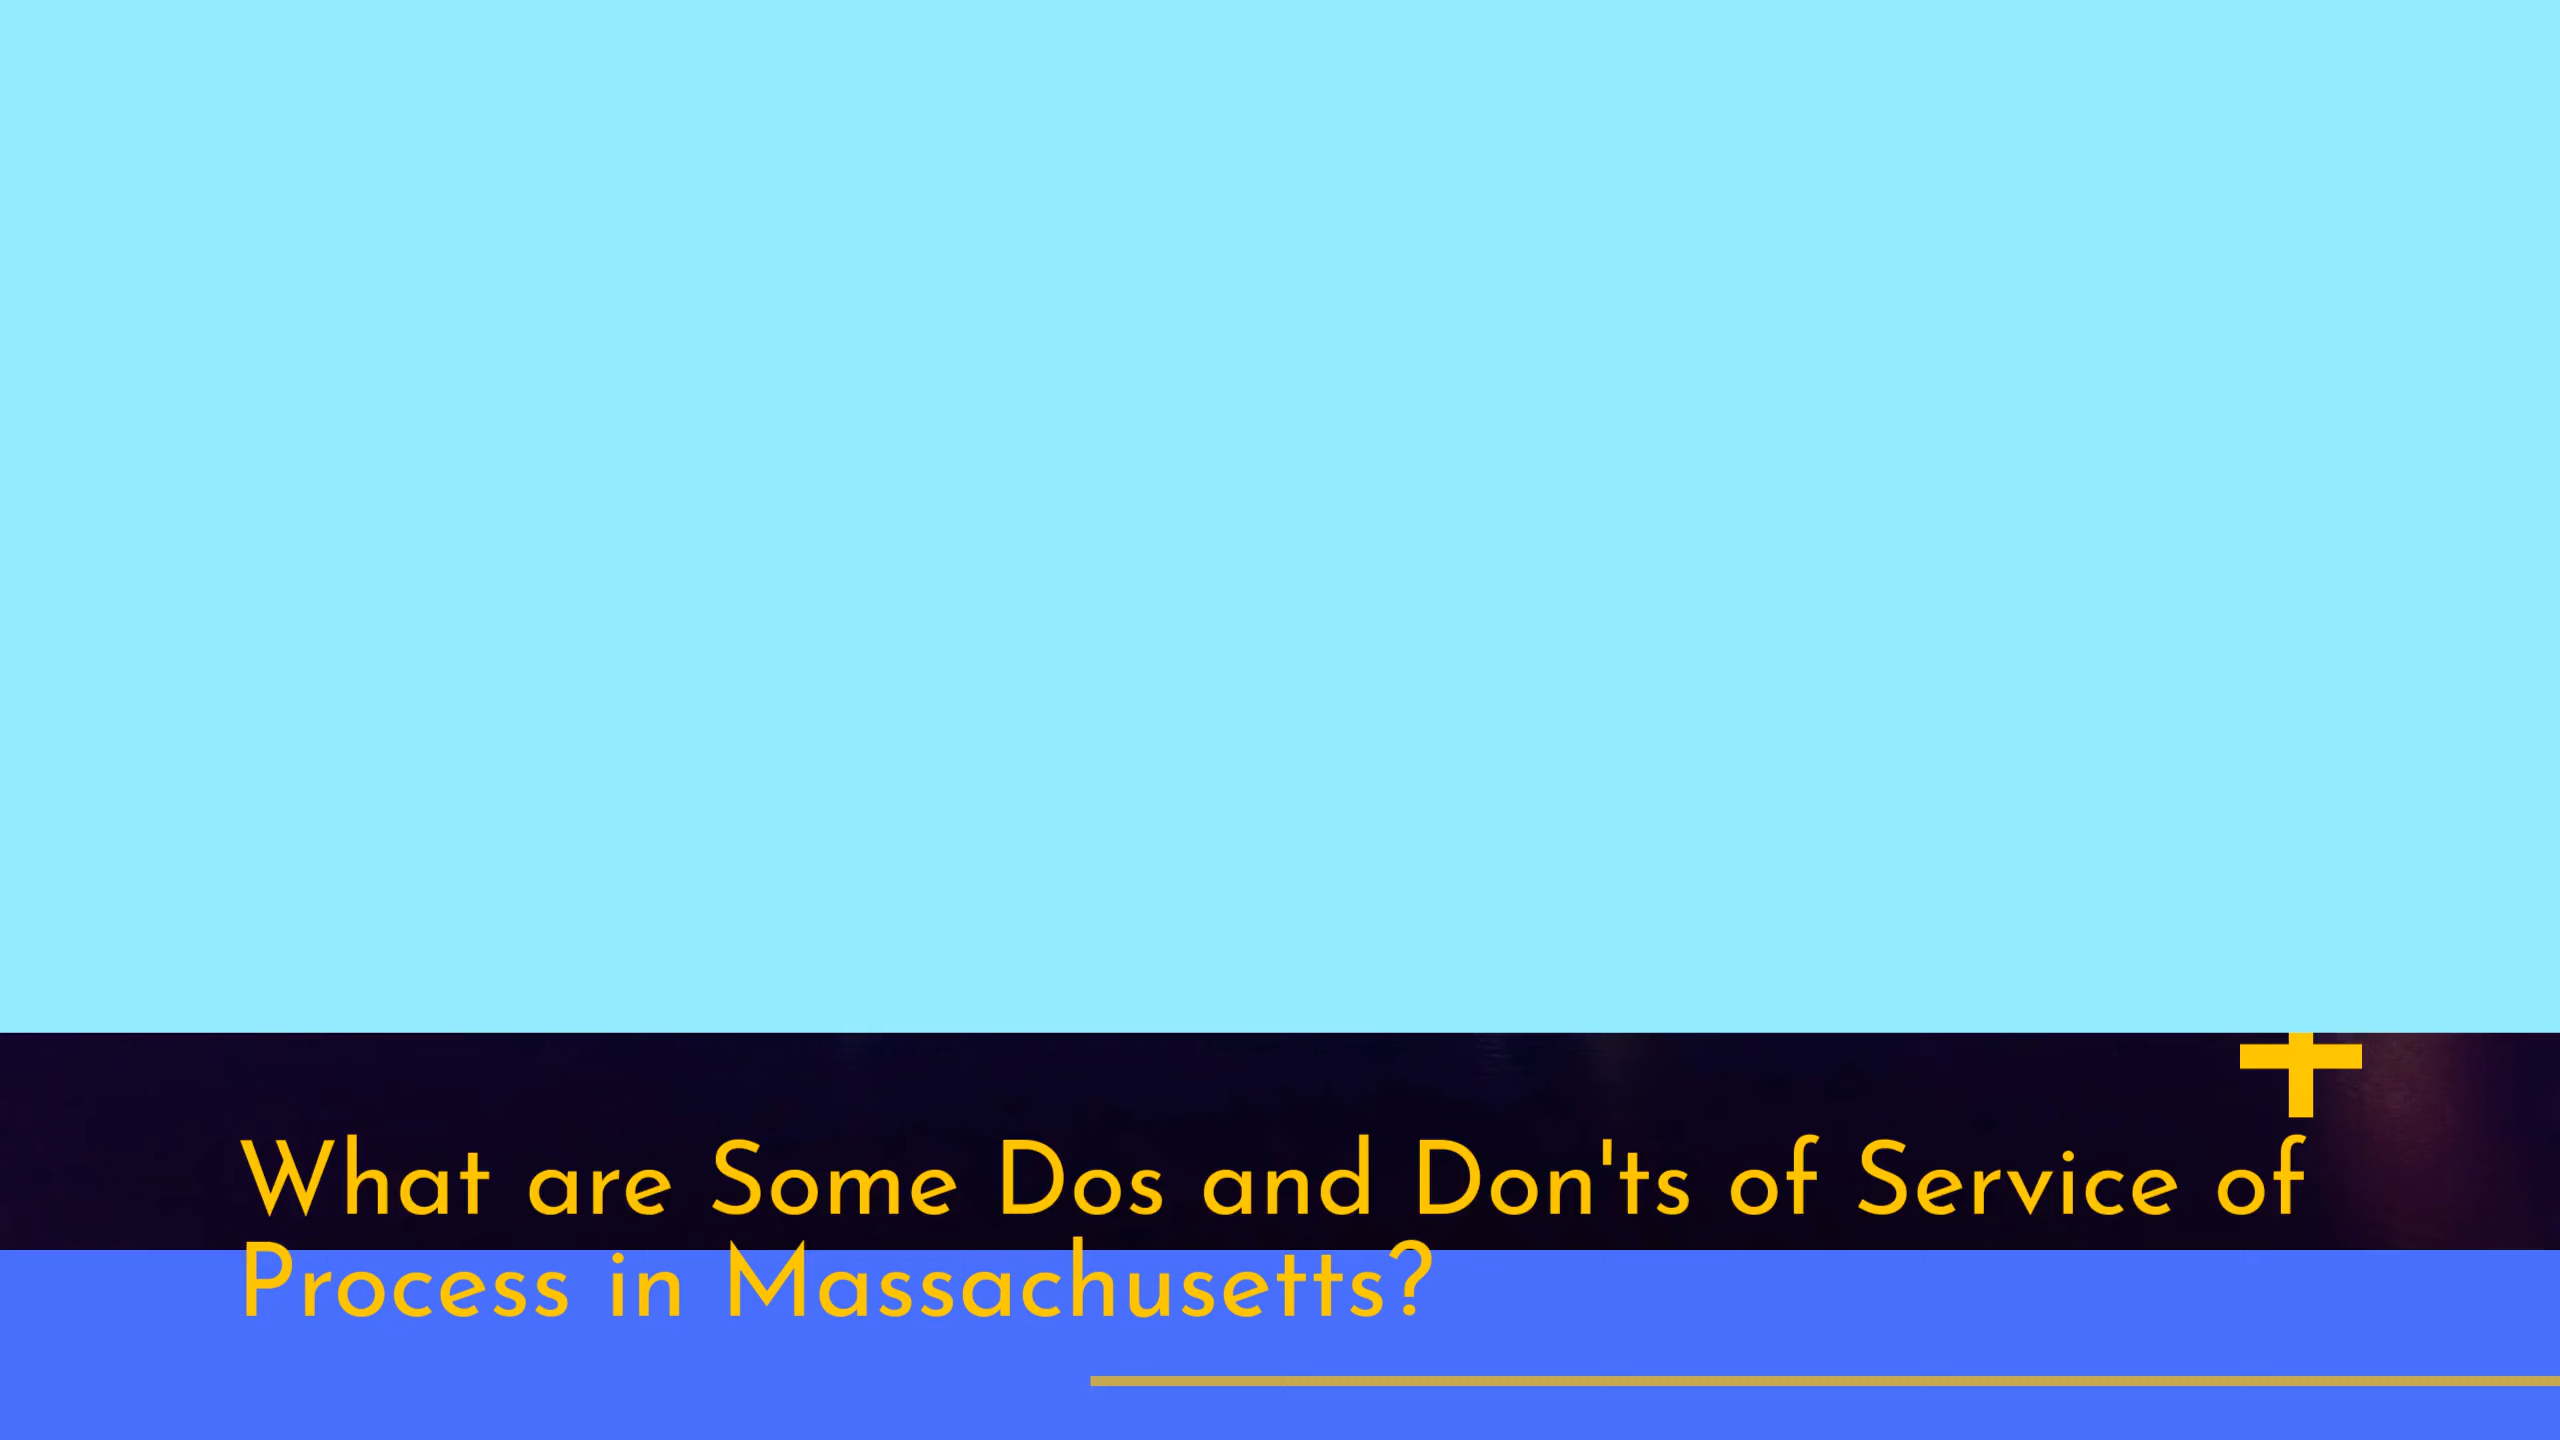 What are Some Dos and Don'ts of Service of
Process in Massachusetts?